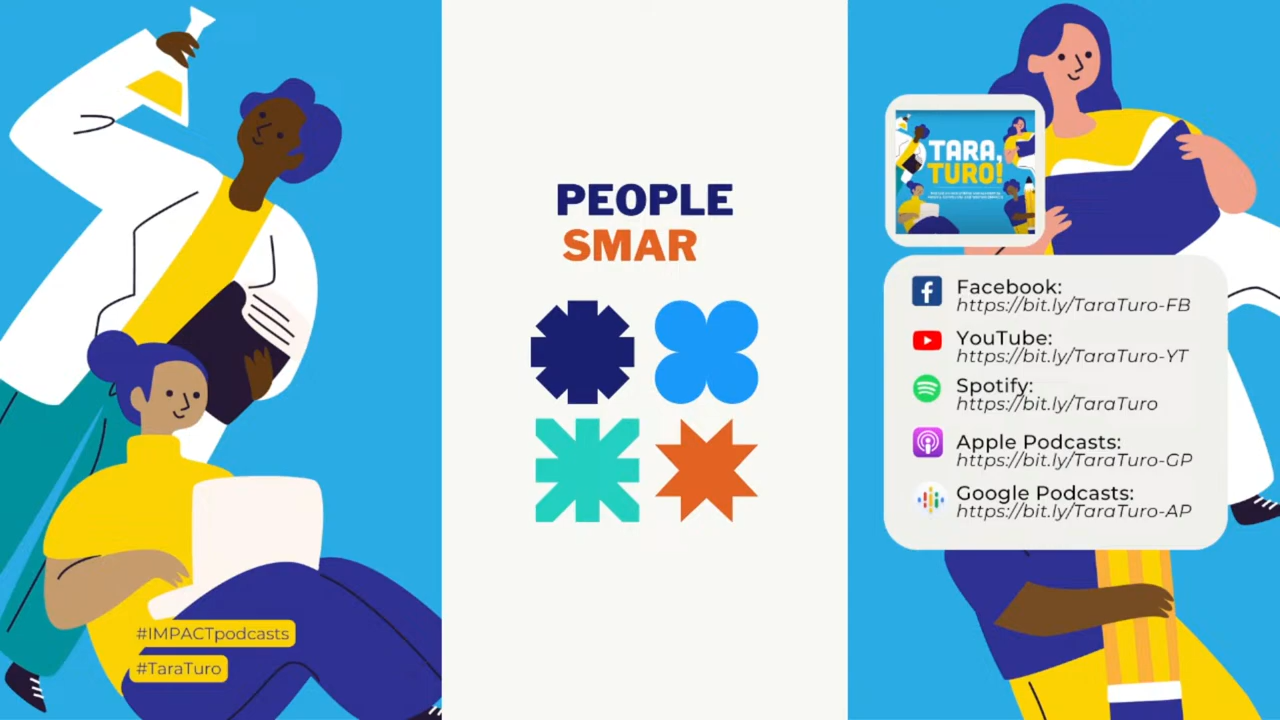 PEOPLE
SMAR
TARA,
TURO!
Facebook:
https://bit.ly/TaraTuro-FB
YouTube:
https://bit.ly/TaraTuro-YT
Spotify:
https://bit.ly/TaraTuro
Apple Podcasts:
https://bit.ly/TaraTuro-GP
Google Podcasts:
https://bit.ly/TaraTuro-AP
#IMPACTpodcasts
#TaraTuro